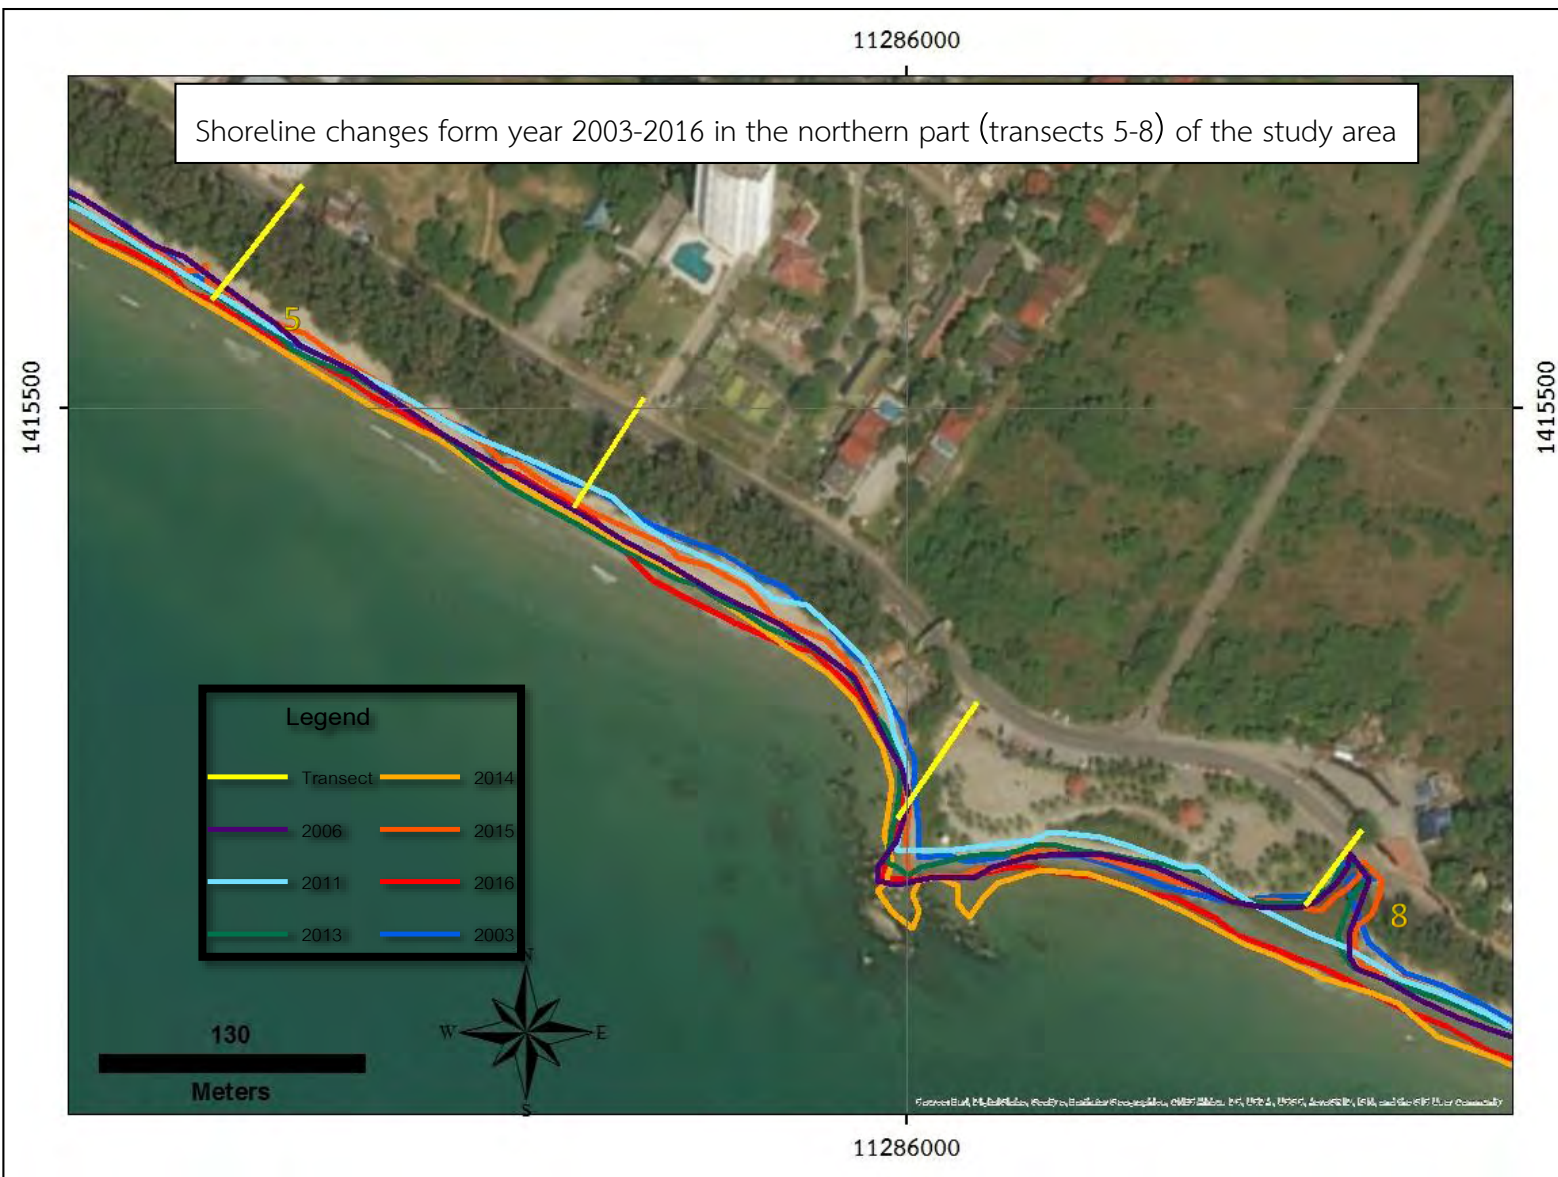 11286000
Shoreline changes form year 2003-2016 in the northern part (transects 5-8) of the study area
1415500
1415500
5
8
Legend
Transect
2014
2006
2015
2011
2016
2013
2003
N
W
E
S
130
Meters
11286000